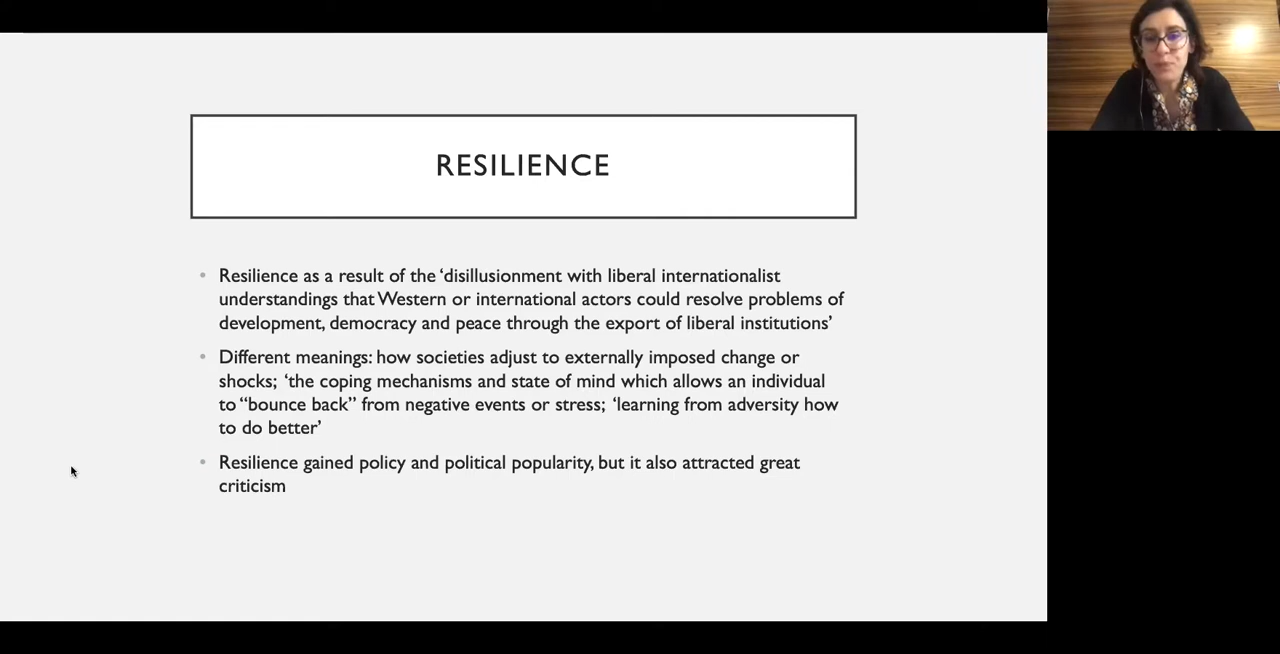 RESILIENCE
• Resilience as a result of the ‘disillusionment with liberal internationalist
understandings that Western or international actors could resolve problems of
development, democracy and peace through the export of liberal institutions’
• Different meanings: how societies adjust to externally imposed change or
shocks; ‘the coping mechanisms and state of mind which allows an individual
to “bounce back” from negative events or stress; ‘learning from adversity how
to do better’
• Resilience gained policy and political popularity, but it also attracted great
criticism